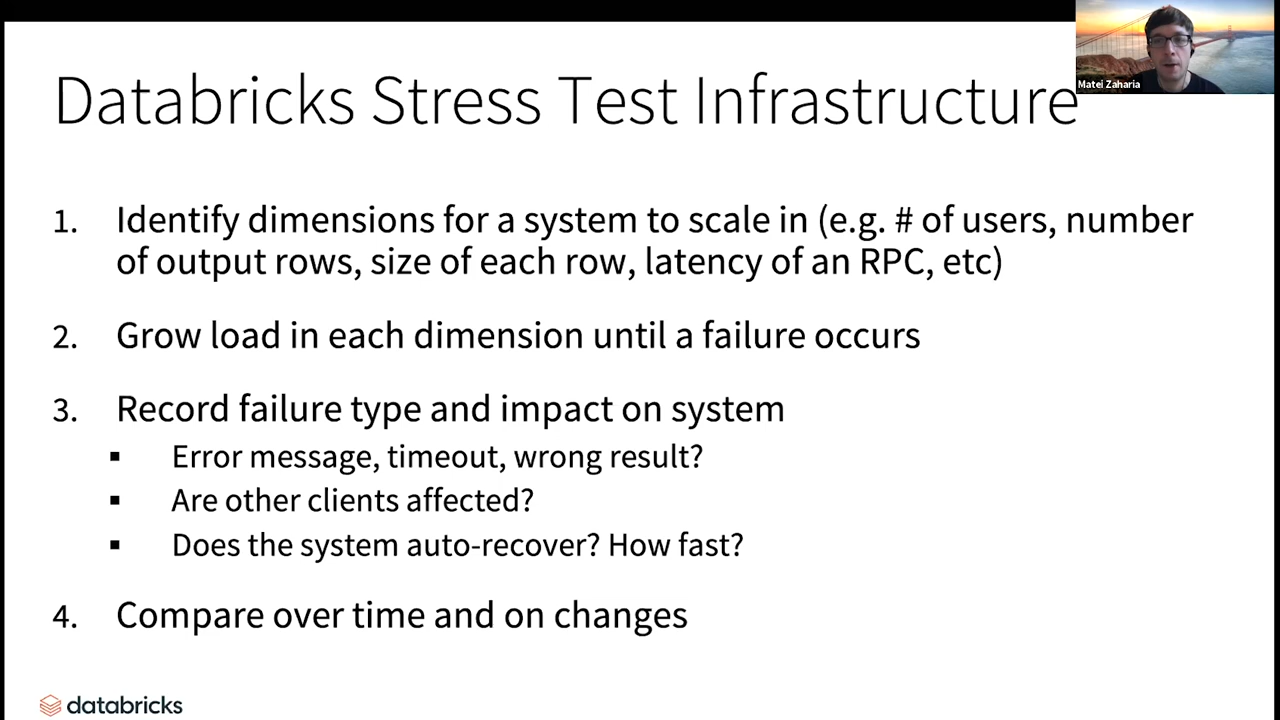 Matei Zaharia
Databricks Stress Test Infrastructure
1. Identify dimensions for a system to scale in (e.g. # of users, number
of output rows, size of each row, latency of an RPC, etc)
2. Grow load in each dimension until a failure occurs
3. Record failure type and impact on system
▪ Error message, timeout, wrong result?
▪ Are other clients affected?
▪ Does the system auto-recover? How fast?
4. Compare over time and on changes
databricks